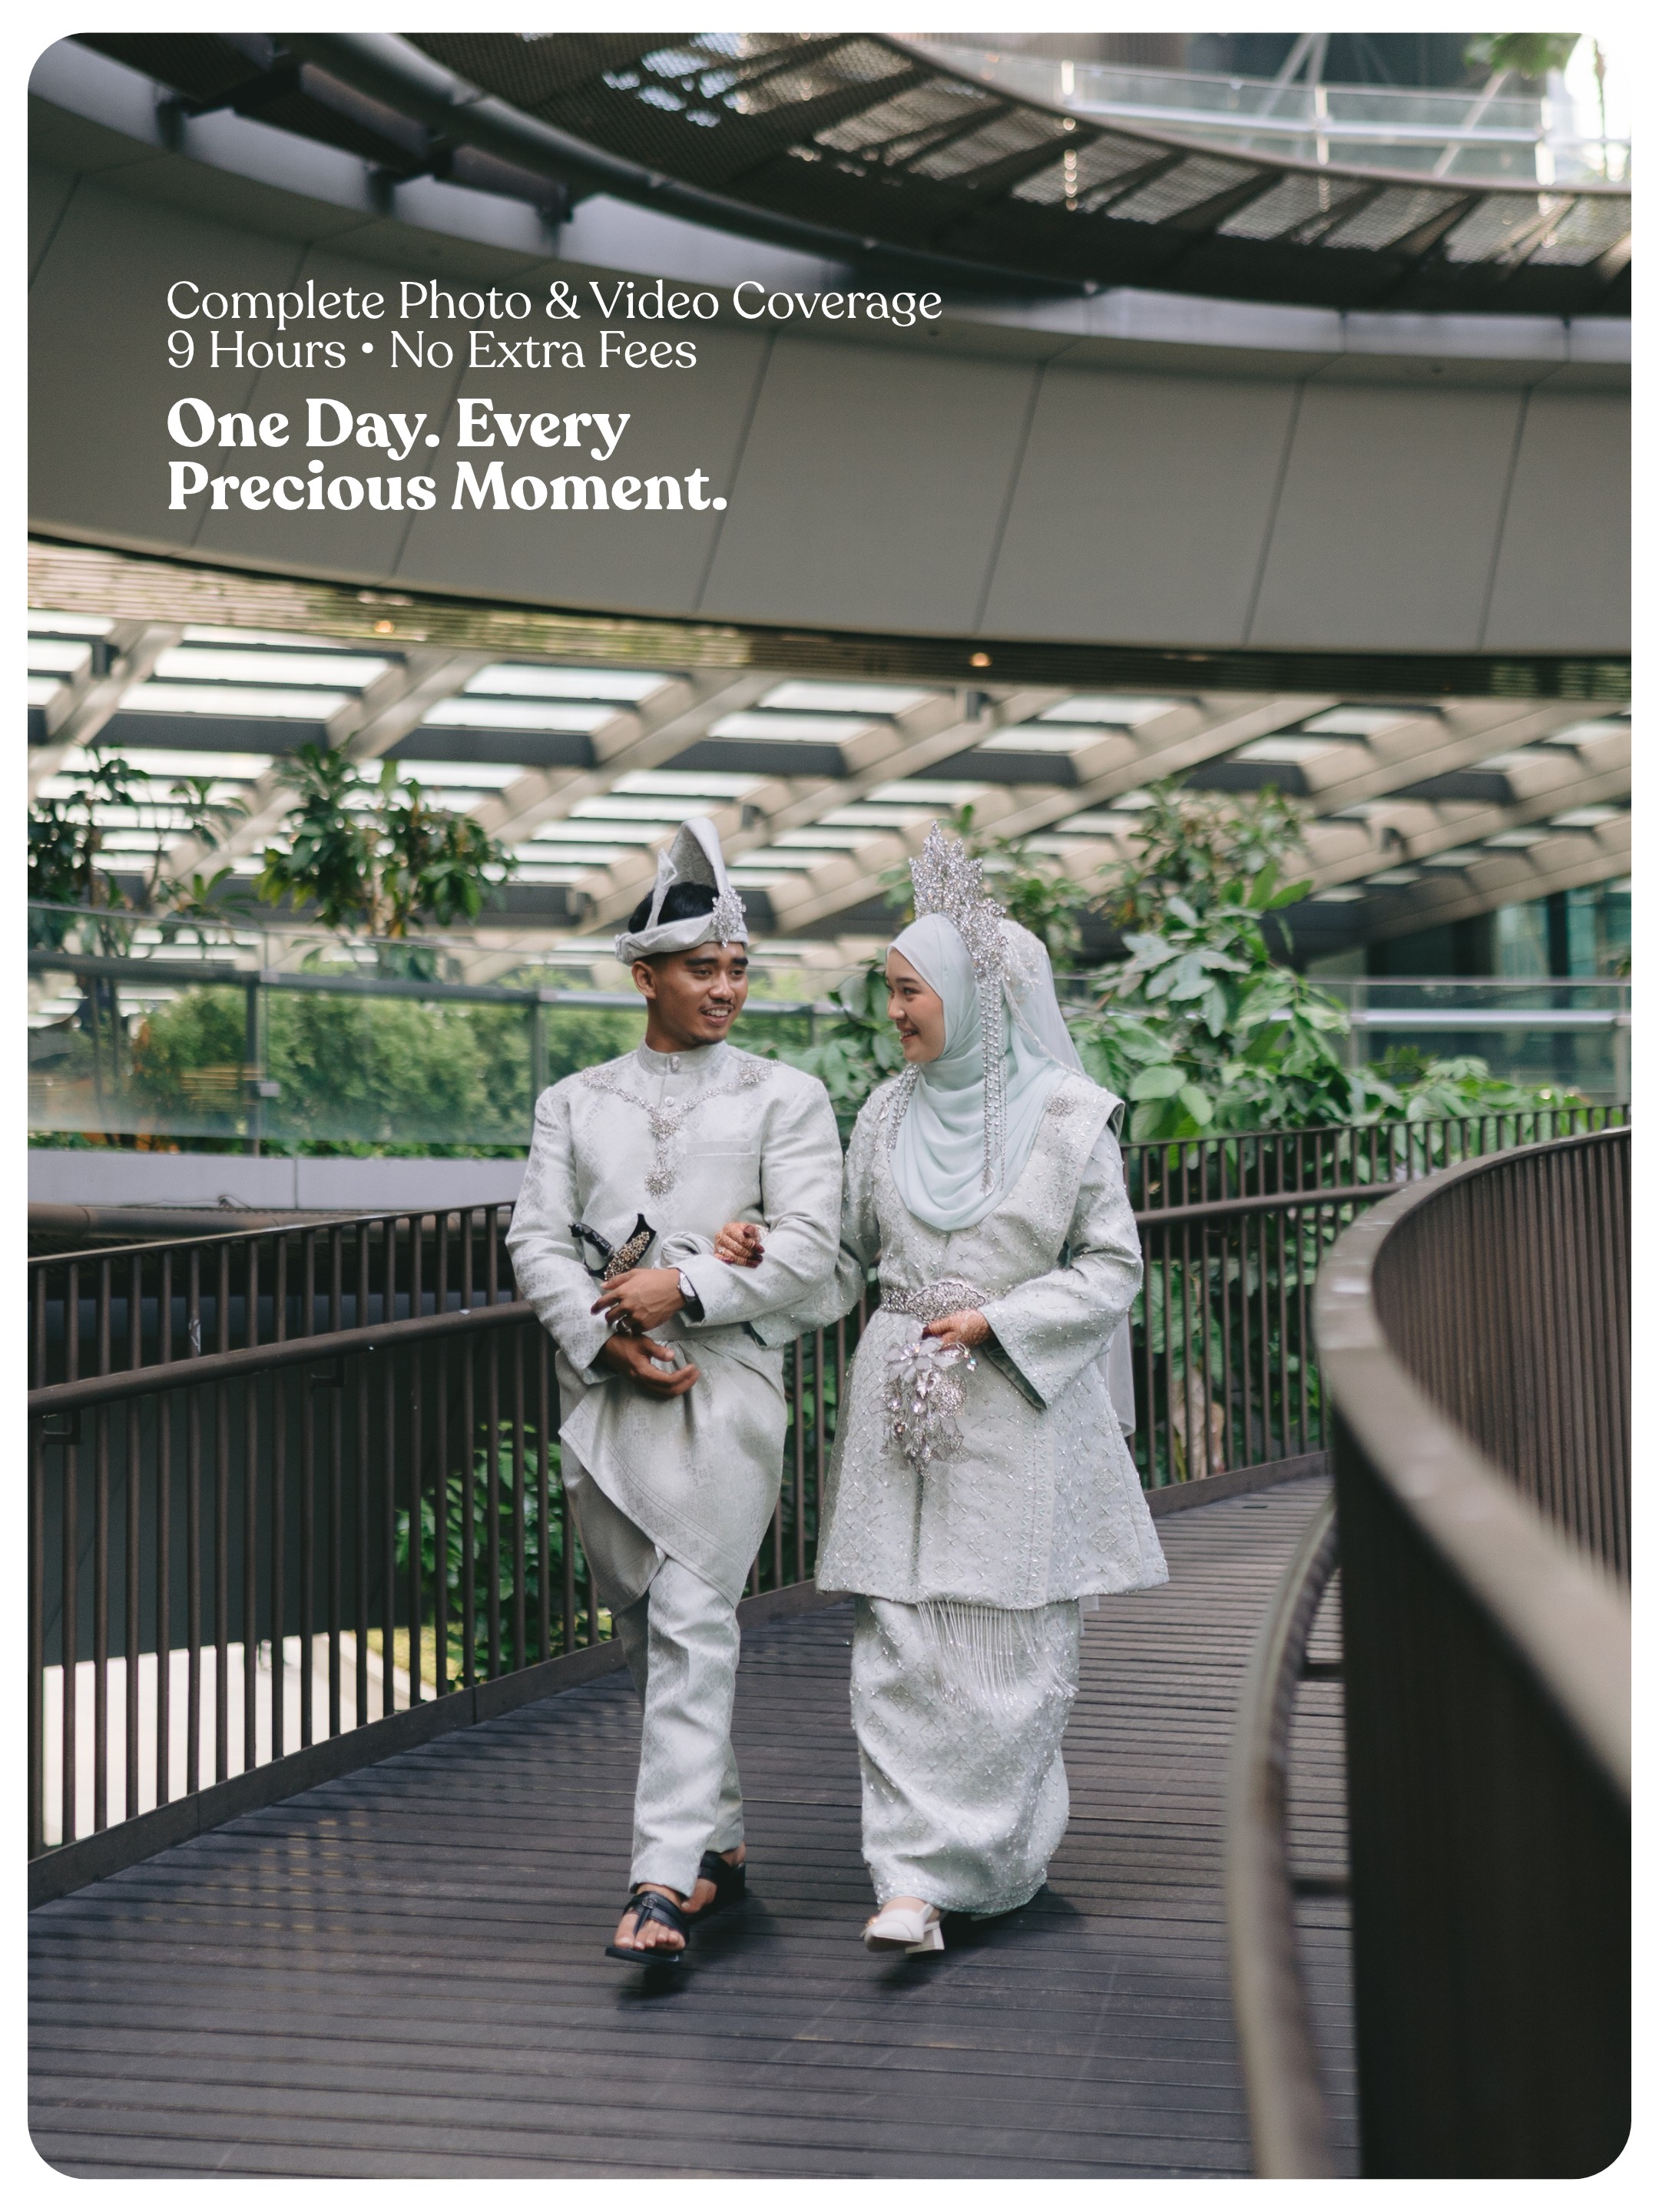 Complete Photo & Video Coverage
9 Hours • No Extra Fees
One Day. Every
Precious Moment.